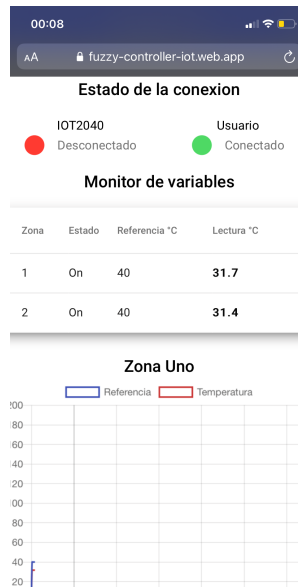 00:08
AA fuzzy-controller-iot.web.app
Estado de la conexion
IOT2040 Usuario
Desconectado Conectado
Monitor de variables
Zona Estado Referencia °C Lectura °C
1 On 40 31.7
2 On 40 31.4
Zona Uno
Referencia Temperatura
200
80
60
40
20
00
80
60
40
20